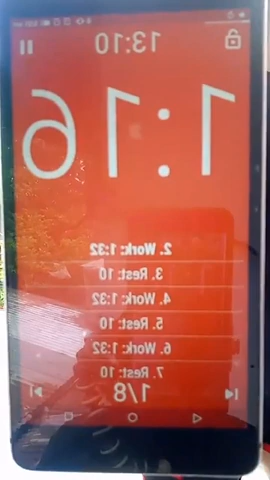 13:10
1:16
2. Work: 1:32
3. Rest: 10
4. Work: 1:32
5. Rest: 10
6. Work: 1:32
7. Rest: 10
1/8